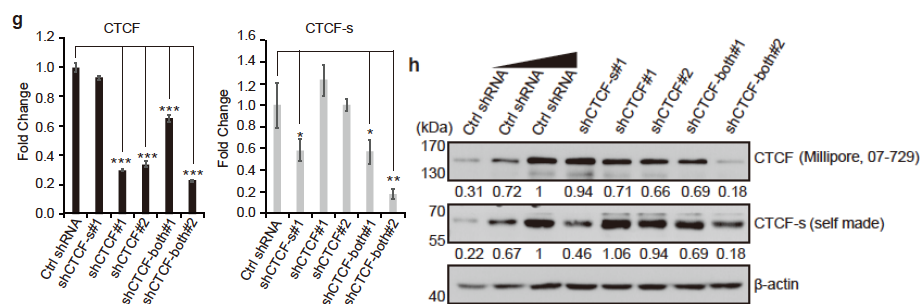 g
CTCF
Fold Change
1.2
1.0
0.8
0.6
0.4
0.2
0.0
***
***
***
***
Ctrl shRNA
shCTCF-s#1
shCTCF#1
shCTCF#2
shCTCF-both#1
shCTCF-both#2
CTCF-s
Fold Change
1.4
1.2
1.0
0.8
0.6
0.4
0.2
0
*
*
**
Ctrl shRNA
shCTCF-s#1
shCTCF#1
shCTCF#2
shCTCF-both#1
shCTCF-both#2
h
Ctrl shRNA
Ctrl shRNA
Ctrl shRNA
shCTCF-s#1
shCTCF#1
shCTCF#2
shCTCF-both#1
shCTCF-both#2
(kDa)
170
130
CTCF (Millipore, 07-729)
0.31 0.72 1 0.94 0.71 0.66 0.69 0.18
70
55
CTCF-s (self made)
0.22 0.67 1 0.46 1.06 0.94 0.69 0.18
40
β-actin